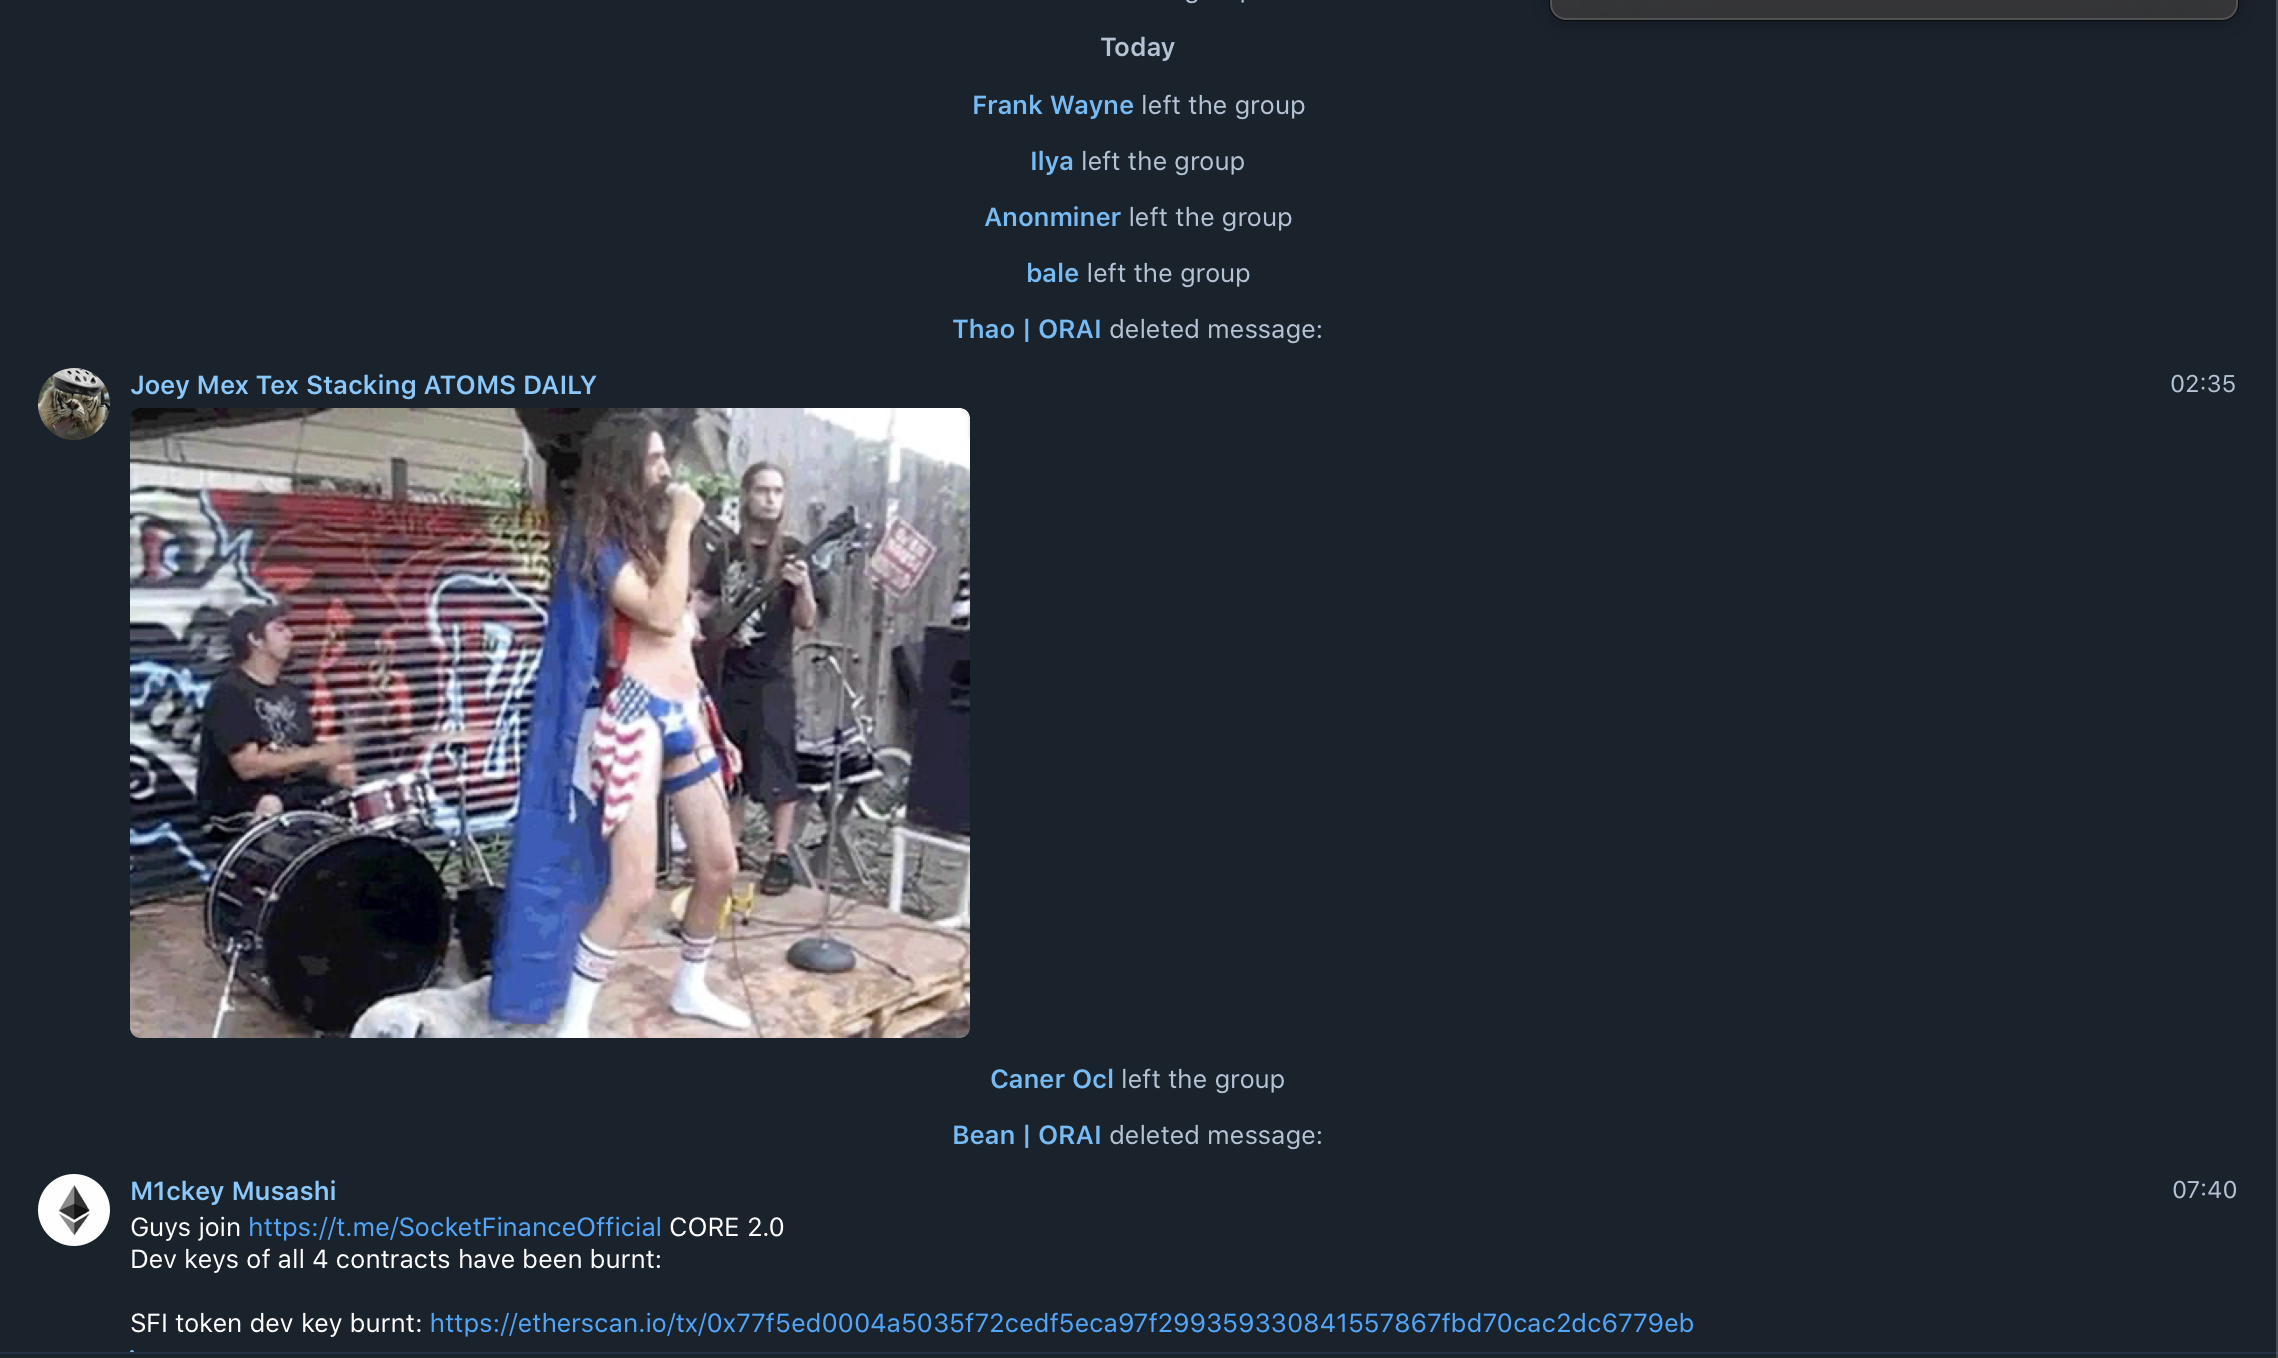 Today
Frank Wayne left the group
Ilya left the group
Anonminer left the group
bale left the group
Thao | ORAI deleted message:
Joey Mex Tex Stacking ATOMS DAILY 02:35
Caner Ocl left the group
Bean | ORAI deleted message:
M1ckey Musashi 07:40
Guys join https://t.me/SocketFinanceOfficial CORE 2.0
Dev keys of all 4 contracts have been burnt:
SFI token dev key burnt: https://etherscan.io/tx/0x77f5ed0004a5035f72cedf5eca97f299359330841557867fbd70cac2dc6779eb